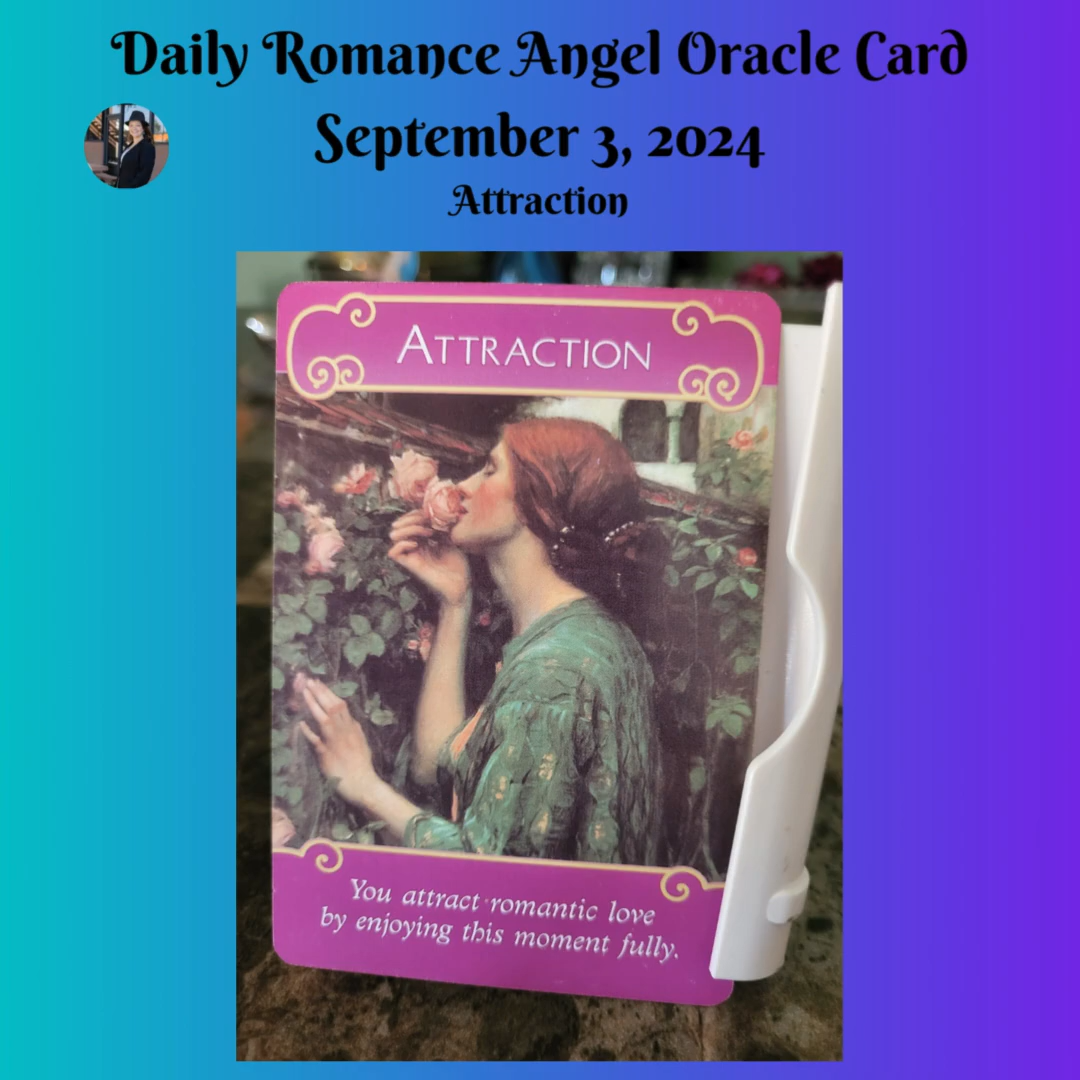 Daily Romance Angel Oracle Card
September 3, 2024
Attraction
ATTRACTION
You attract romantic love
by enjoying this moment fully.